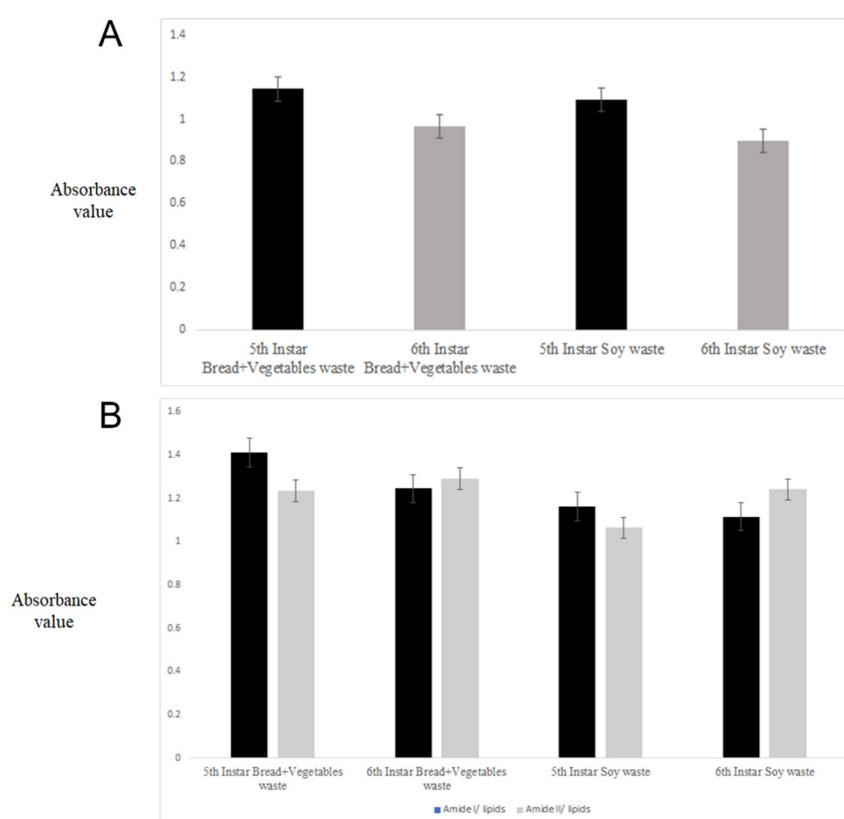 A
1.4
1.2
1
0.8
0.6
0.4
0.2
0
Absorbance
value
5th Instar
Bread+Vegetables waste
6th Instar
Bread+Vegetables waste
5th Instar Soy waste
6th Instar Soy waste
B
1.6
1.4
1.2
1
0.8
0.6
0.4
0.2
0
Absorbance
value
5th Instar Bread+Vegetables
waste
6th Instar Bread+Vegetables
waste
5th Instar Soy waste
6th Instar Soy waste
Amide I/ lipids
Amide II/ lipids